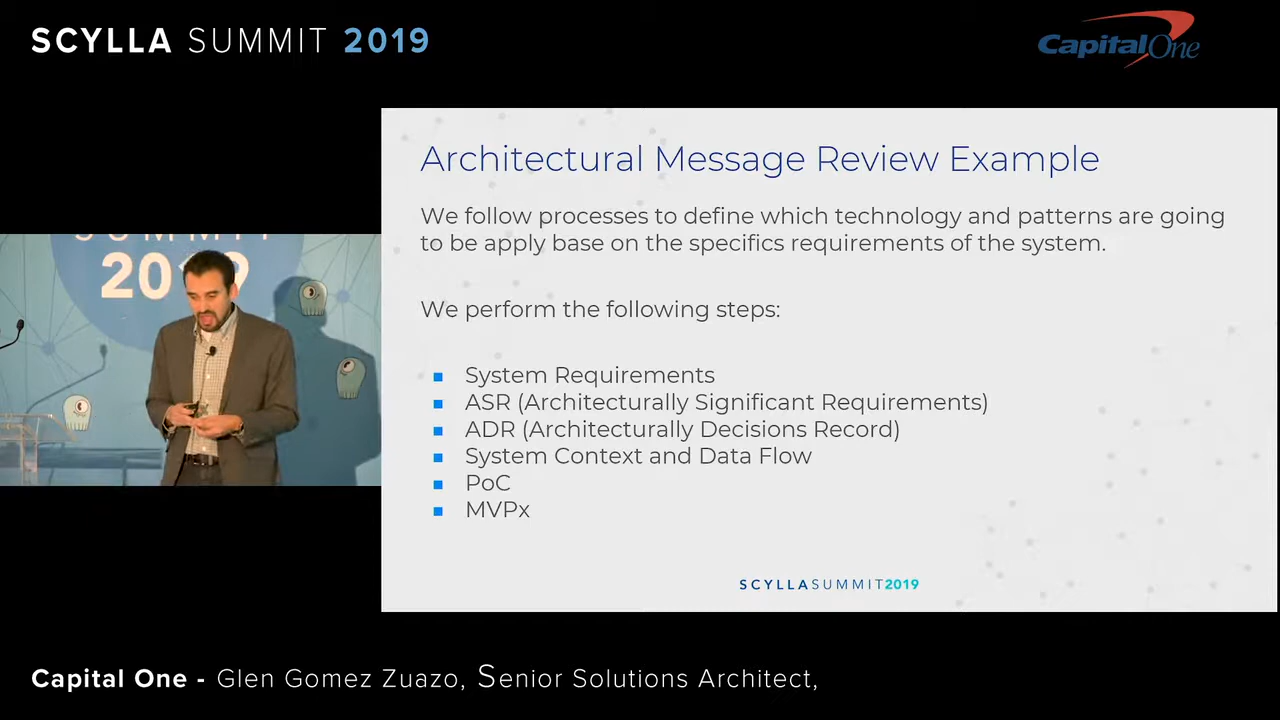 SCYLLA SUMMIT 2019
CapitalOne
Architectural Message Review Example
We follow processes to define which technology and patterns are going
to be apply base on the specifics requirements of the system.
We perform the following steps:
System Requirements
ASR (Architecturally Significant Requirements)
ADR (Architecturally Decisions Record)
System Context and Data Flow
PoC
MVPx
SCYLLASUMMIT2019
SUMMIT
2019
Capital One - Glen Gomez Zuazo, Senior Solutions Architect,